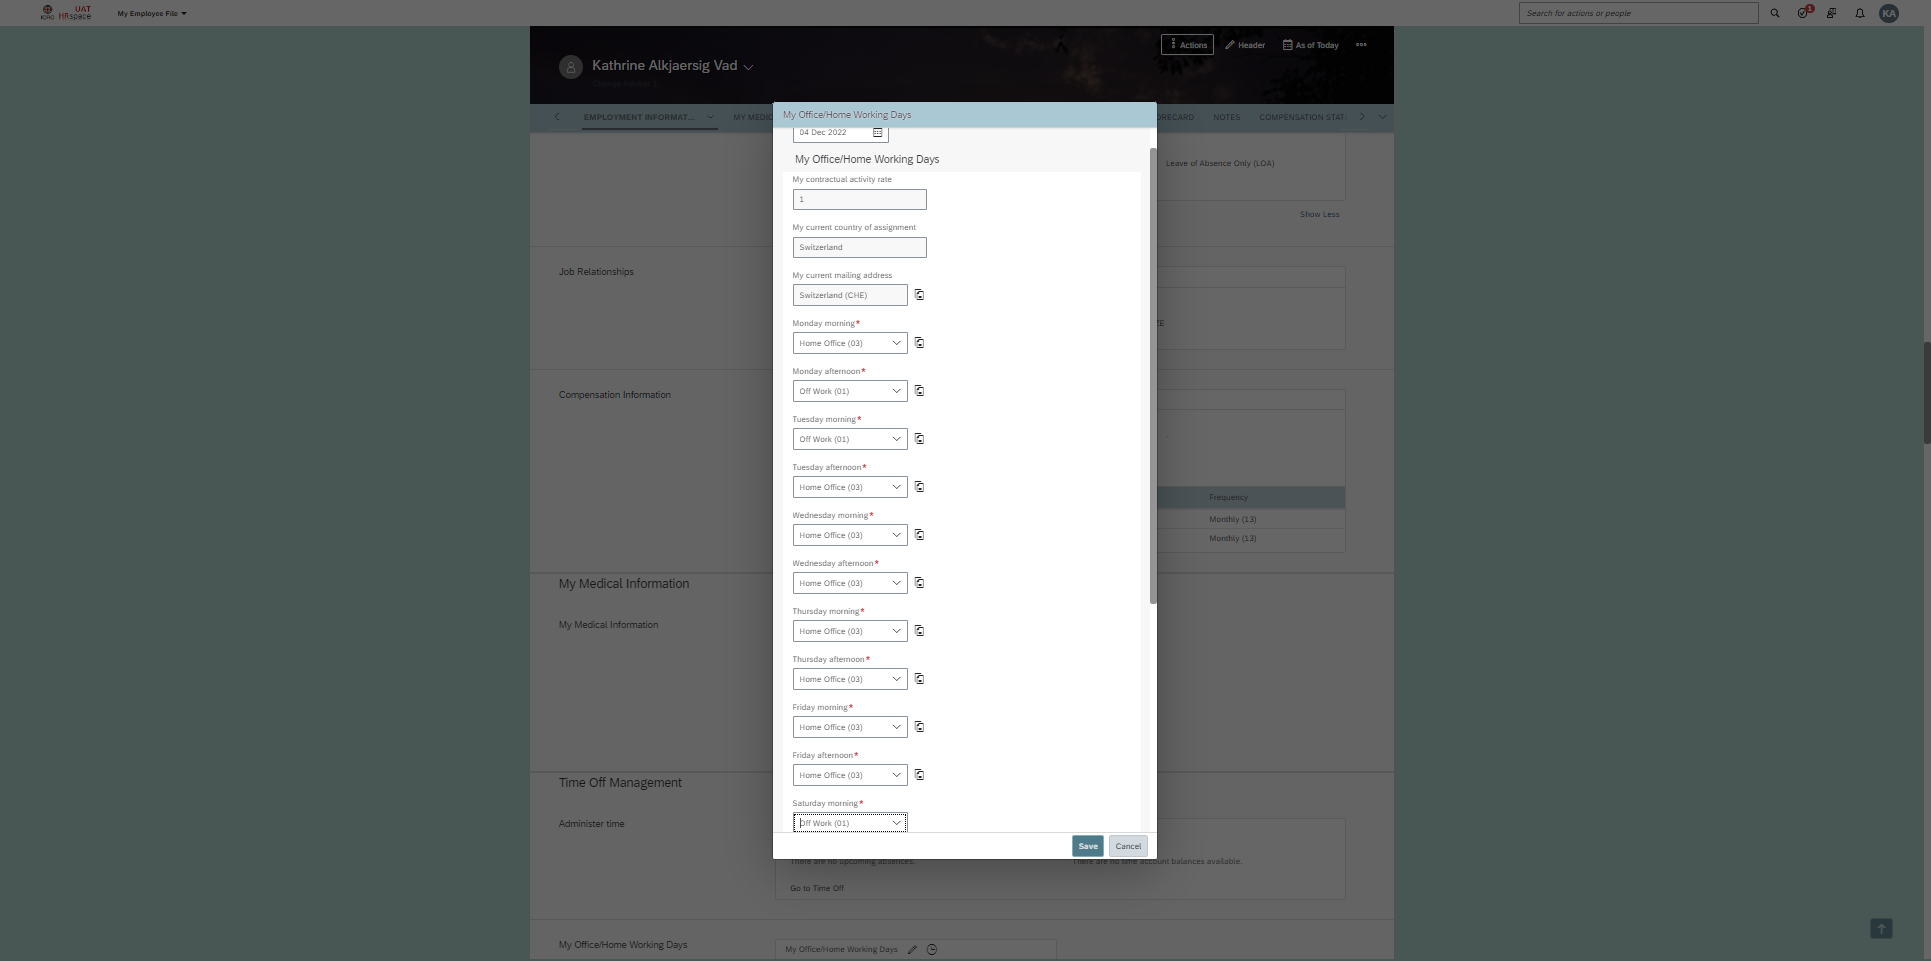 ICRC UAT HRspace
My Employee File
Search for actions or people
1
KA
Actions
Header
As of Today
Kathrine Alkjaersig Vad
EMPLOYMENT INFORMAT...
MY MEDIC
ORECARD
NOTES
COMPENSATION STAT
My Office/Home Working Days
04 Dec 2022
My Office/Home Working Days
My contractual activity rate
1
My current country of assignment
Switzerland
My current mailing address
Switzerland (CHE)
Monday morning*
Home Office (03)
Monday afternoon*
Off Work (01)
Tuesday morning*
Off Work (01)
Tuesday afternoon*
Home Office (03)
Wednesday morning*
Home Office (03)
Wednesday afternoon*
Home Office (03)
Thursday morning*
Home Office (03)
Thursday afternoon*
Home Office (03)
Friday morning*
Home Office (03)
Friday afternoon*
Home Office (03)
Saturday morning*
Off Work (01)
Save
Cancel
Leave of Absence Only (LOA)
Show Less
Job Relationships
ZE
Compensation Information
Frequency
Monthly (13)
Monthly (13)
My Medical Information
My Medical Information
Time Off Management
Administer time
There are no upcoming absences.
There are no time account balances available.
Go to Time Off
My Office/Home Working Days
My Office/Home Working Days